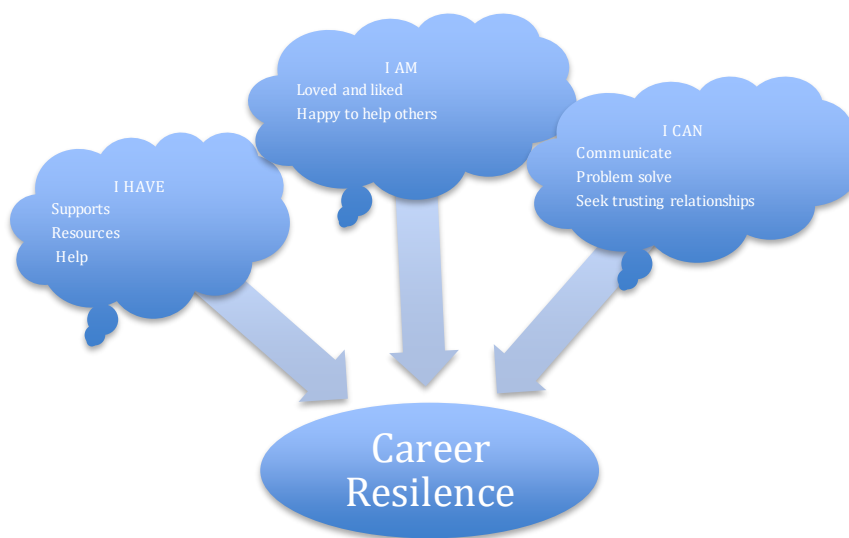 I HAVE
Supports
Resources
Help
I AM
Loved and liked
Happy to help others
I CAN
Communicate
Problem solve
Seek trusting relationships
Career
Resilence